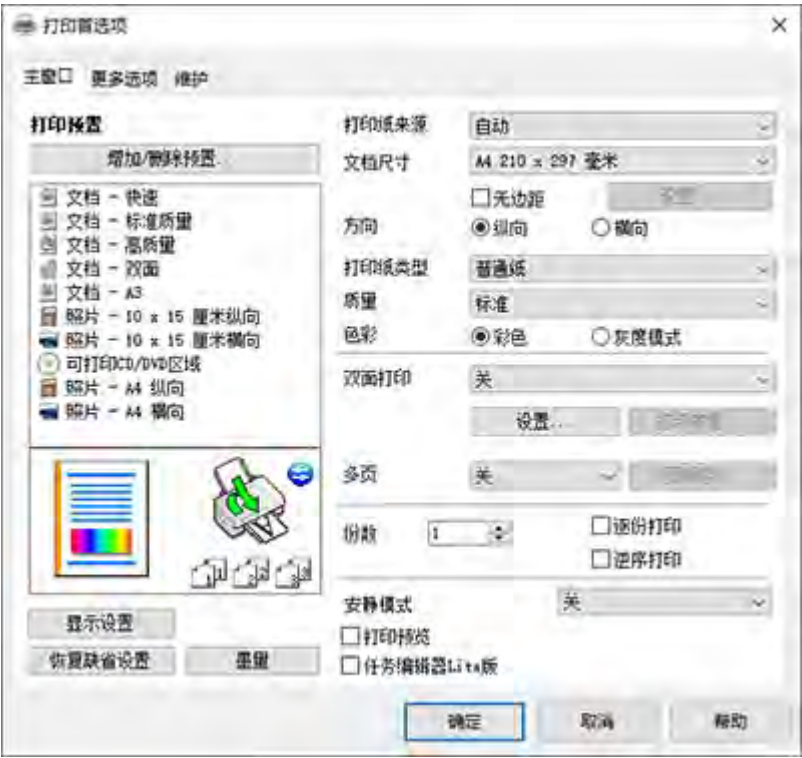 打印首选项
主窗口 更多选项 维护
打印预置
增加/删除预置...
文档 - 快速
文档 - 标准质量
文档 - 高质量
文档 - 双面
文档 - A3
照片 - 10 x 15 厘米纵向
照片 - 10 x 15 厘米横向
可打印CD/DVD区域
照片 - A4 纵向
照片 - A4 横向
显示设置
恢复缺省设置 墨量
打印纸来源 自动
文档尺寸 A4 210 x 297 毫米
无边距
方向 纵向 横向
打印纸类型 普通纸
质量 标准
色彩 彩色 灰度模式
双面打印 关
设置...
多页 关
份数 1 逐份打印
逆序打印
安静模式 关
打印预览
任务编辑器Lite版
确定 取消 帮助